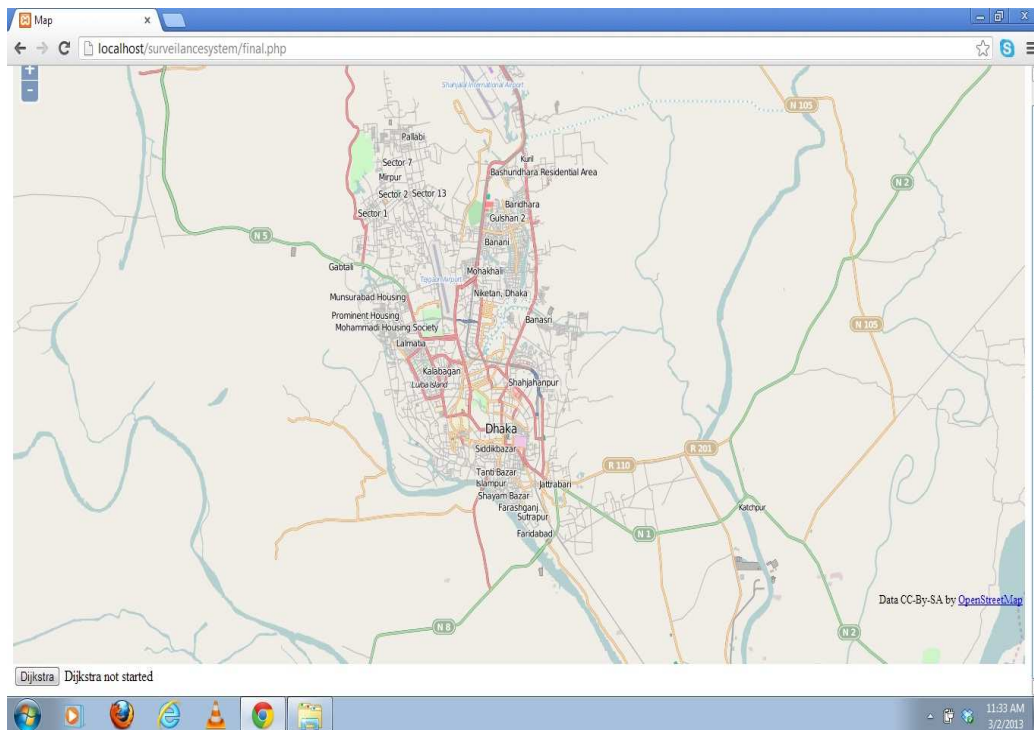 Map
localhost/surveilancesystem/final.php
+
-
Shahjalal International Airport
N 105
Pallabi
Sector 7
Kuril
Mirpur
Bashundhara Residential Area
N 2
Sector 2 Sector 13
Sector 1
Baridhara
Gulshan 2
N 5
Banani
Gabtali
Mohakhali
Tejgaon Airport
Munsurabad Housing
Niketan, Dhaka
Prominent Housing
Banasri
Mohammadi Housing Society
N 105
Lalmatia
Kalabagan
Luba Island
Shahjahanpur
Dhaka
Siddikbazar
R 201
R 110
Tanti Bazar
Islampur
Jattrabari
Shayam Bazar
Farashganj
Sutrapur
Katchpur
Faridabad
N 1
Data CC-By-SA by OpenStreetMap
N 8
N 2
Dijkstra Dijkstra not started
11:33 AM
3/2/2013